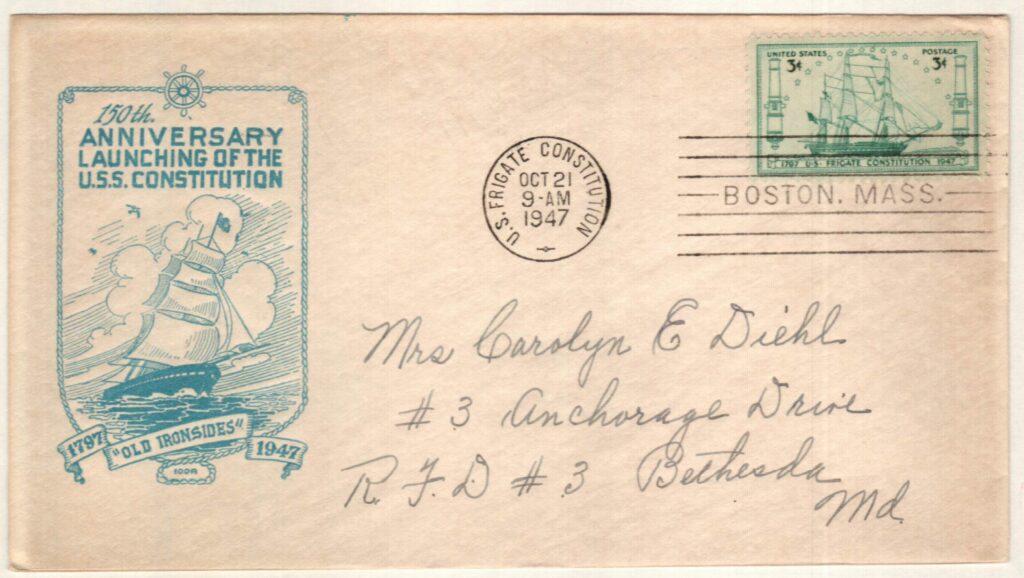 150th.
ANNIVERSARY
LAUNCHING OF THE
U.S.S. CONSTITUTION
1797 "OLD IRONSIDES" 1947
IOOR
U.S. FRIGATE CONSTITUTION
OCT 21
9-AM
1947
UNITED STATES POSTAGE
3¢ 3¢
1797 U·S· FRIGATE CONSTITUTION 1947
BOSTON. MASS.
Mrs Carolyn E Diehl
#3 Anchorage Drive
R.F.D #3 Bethesda
Md.